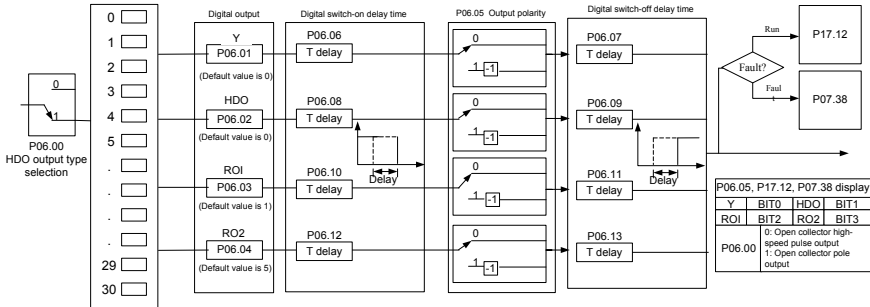 Digital output
Digital switch-on delay time
P06.05 Output polarity
Digital switch-off delay time
0
1
2
3
4
5
.
.
.
.
29
30
0
1
P06.00
HDO output type
selection
Y
P06.01
(Default value is 0)
HDO
P06.02
(Default value is 0)
ROI
P06.03
(Default value is 1)
RO2
P06.04
(Default value is 5)
P06.06
T delay
P06.08
T delay
Delay
P06.10
T delay
P06.12
T delay
0
1 -1
0
1 -1
0
1 -1
0
1 -1
P06.07
T delay
P06.09
T delay
Delay
P06.11
T delay
P06.13
T delay
Run
P17.12
Fault?
Faul
t
P07.38
P06.05, P17.12, P07.38 display
Y BIT0 HDO BIT1
ROI BIT2 RO2 BIT3
P06.00
0: Open collector high-
speed pulse output
1: Open collector pole
output